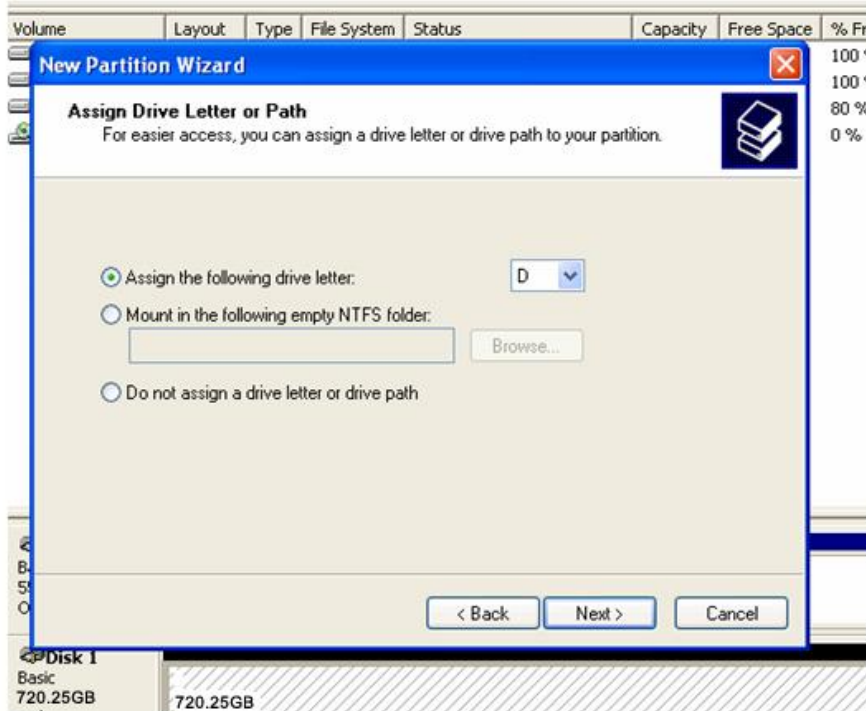 Volume Layout Type File System Status Capacity Free Space % Fr
New Partition Wizard
100 %
100 %
Assign Drive Letter or Path
80 %
For easier access, you can assign a drive letter or drive path to your partition.
0 %
Assign the following drive letter: D
Mount in the following empty NTFS folder:
Browse...
Do not assign a drive letter or drive path
< Back Next > Cancel
Disk 1
Basic
720.25GB 720.25GB